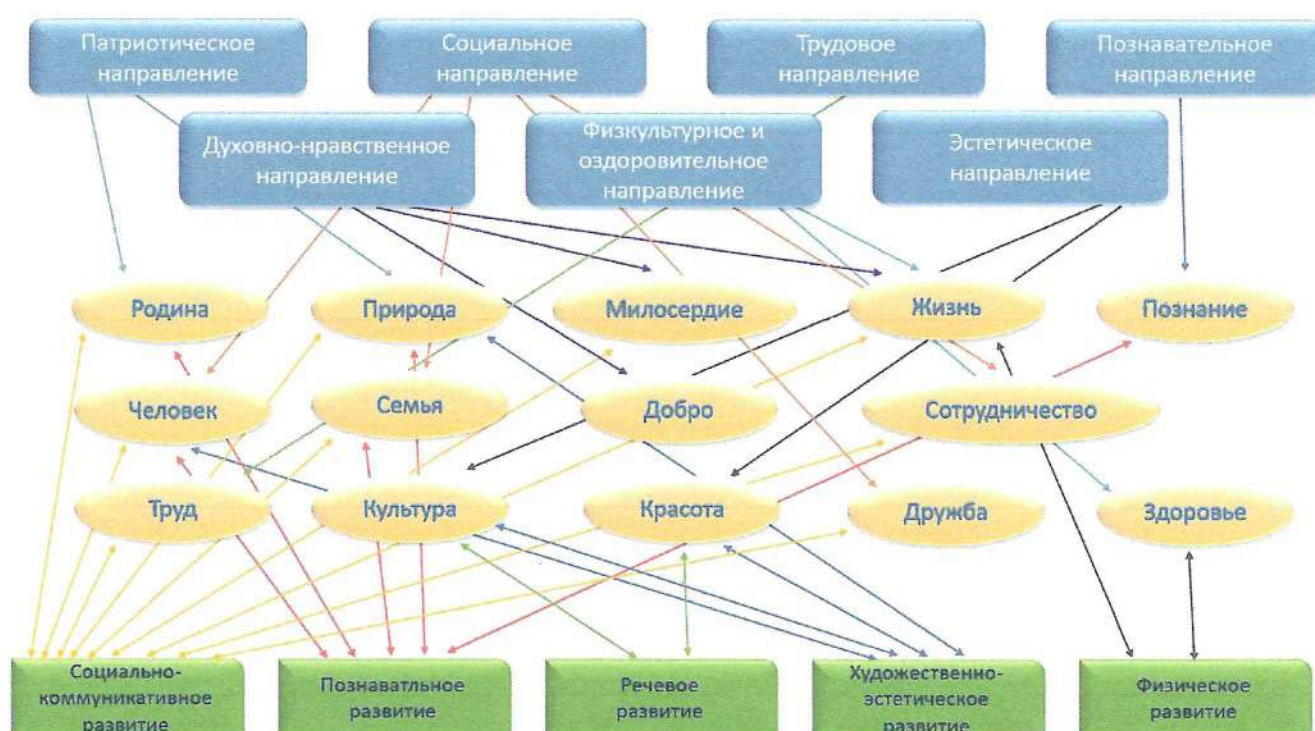 Патриотическое
направление
Социальное
направление
Трудовое
направление
Познавательное
направление
Духовно-нравственное
направление
Физкультурное и
оздоровительное
направление
Эстетическое
направление
Родина
Природа
Милосердие
Жизнь
Познание
Человек
Семья
Добро
Сотрудничество
Труд
Культура
Красота
Дружба
Здоровье
Социально-
коммуникативное
развитие
Познаватльное
развитие
Речевое
развитие
Художественно-
эстетическое
развитие
Физическое
развитие